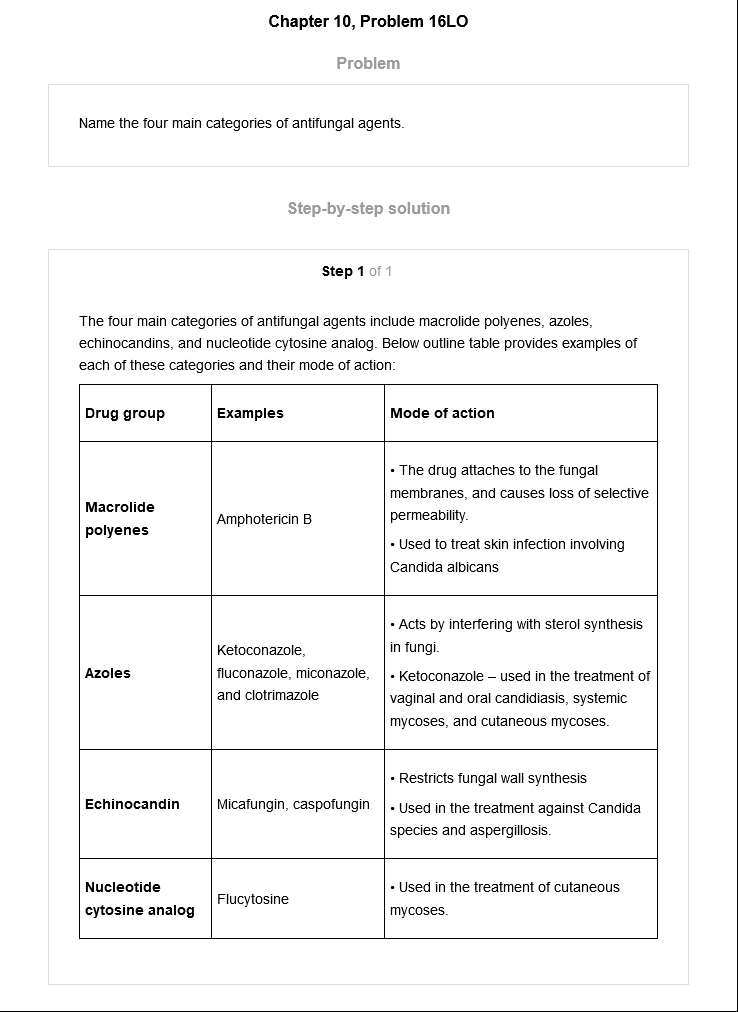 Chapter 10, Problem 16LO
Problem
Name the four main categories of antifungal agents.
Step-by-step solution
Step 1 of 1
The four main categories of antifungal agents include macrolide polyenes, azoles,
echinocandins, and nucleotide cytosine analog. Below outline table provides examples of
each of these categories and their mode of action:
Drug group
Examples
Mode of action
Macrolide
polyenes
Amphotericin B
• The drug attaches to the fungal
membranes, and causes loss of selective
permeability.
• Used to treat skin infection involving
Candida albicans
Azoles
Ketoconazole,
fluconazole, miconazole,
and clotrimazole
• Acts by interfering with sterol synthesis
in fungi.
• Ketoconazole – used in the treatment of
vaginal and oral candidiasis, systemic
mycoses, and cutaneous mycoses.
Echinocandin
Micafungin, caspofungin
• Restricts fungal wall synthesis
• Used in the treatment against Candida
species and aspergillosis.
Nucleotide
cytosine analog
Flucytosine
• Used in the treatment of cutaneous
mycoses.